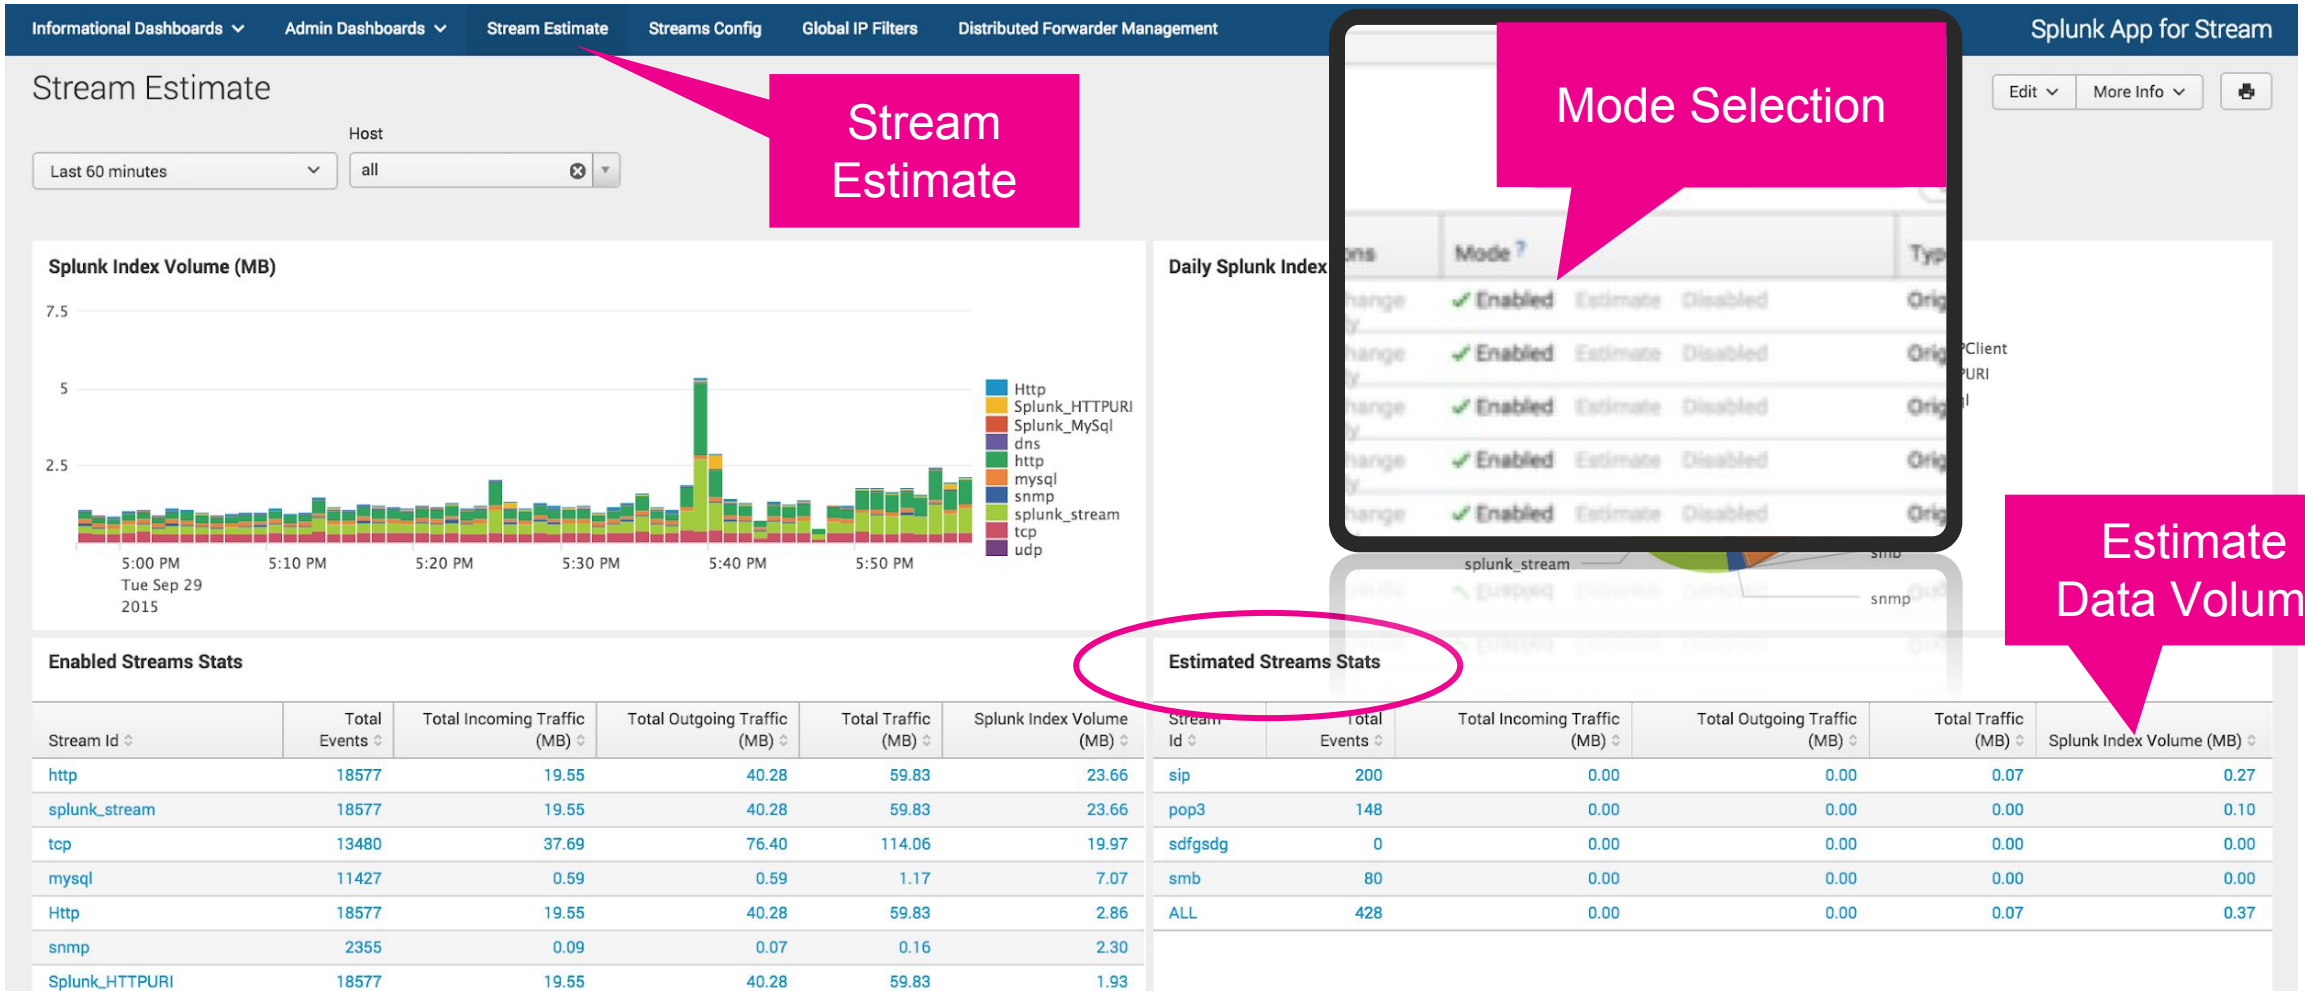 Informational Dashboards Admin Dashboards Stream Estimate Streams Config Global IP Filters Distributed Forwarder Management
Splunk App for Stream
Stream Estimate
Edit More Info
Host
Last 60 minutes
all
Stream
Estimate
Mode Selection
Splunk Index Volume (MB)
7.5
5
2.5
5:00 PM 5:10 PM 5:20 PM 5:30 PM 5:40 PM 5:50 PM
Tue Sep 29
2015
Http
Splunk_HTTPURI
Splunk_MySql
dns
http
mysql
snmp
splunk_stream
tcp
udp
Daily Splunk Index
Mode ?
Enabled Estimate Disabled
Enabled Estimate Disabled
Enabled Estimate Disabled
Enabled Estimate Disabled
Enabled Estimate Disabled
splunk_stream
smb
snmp
Estimate
Data Volum
Enabled Streams Stats
Stream Id Total Events Total Incoming Traffic (MB) Total Outgoing Traffic (MB) Total Traffic (MB) Splunk Index Volume (MB)
http 18577 19.55 40.28 59.83 23.66
splunk_stream 18577 19.55 40.28 59.83 23.66
tcp 13480 37.69 76.40 114.06 19.97
mysql 11427 0.59 0.59 1.17 7.07
Http 18577 19.55 40.28 59.83 2.86
snmp 2355 0.09 0.07 0.16 2.30
Splunk_HTTPURI 18577 19.55 40.28 59.83 1.93
Estimated Streams Stats
Stream Id Total Events Total Incoming Traffic (MB) Total Outgoing Traffic (MB) Total Traffic (MB) Splunk Index Volume (MB)
sip 200 0.00 0.00 0.07 0.27
pop3 148 0.00 0.00 0.00 0.10
sdfgsdg 0 0.00 0.00 0.00 0.00
smb 80 0.00 0.00 0.00 0.00
ALL 428 0.00 0.00 0.07 0.37